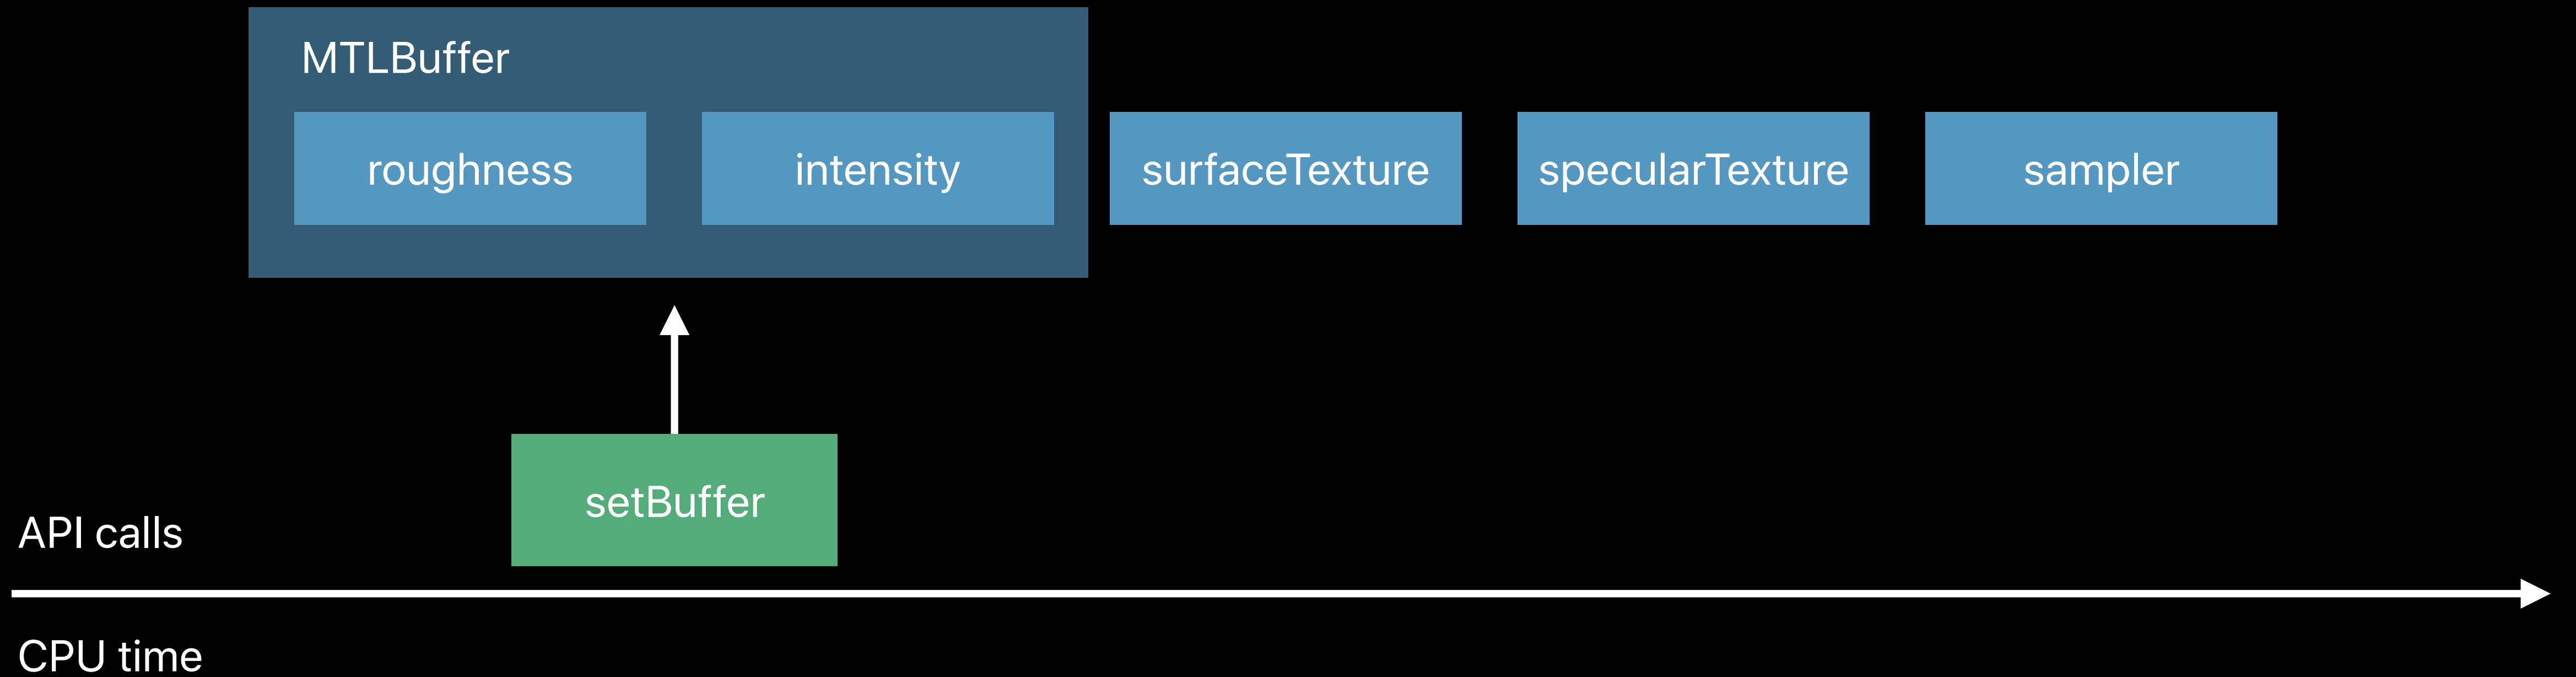 MTLBuffer
roughness
intensity
surfaceTexture
specularTexture
sampler
setBuffer
API calls
CPU time